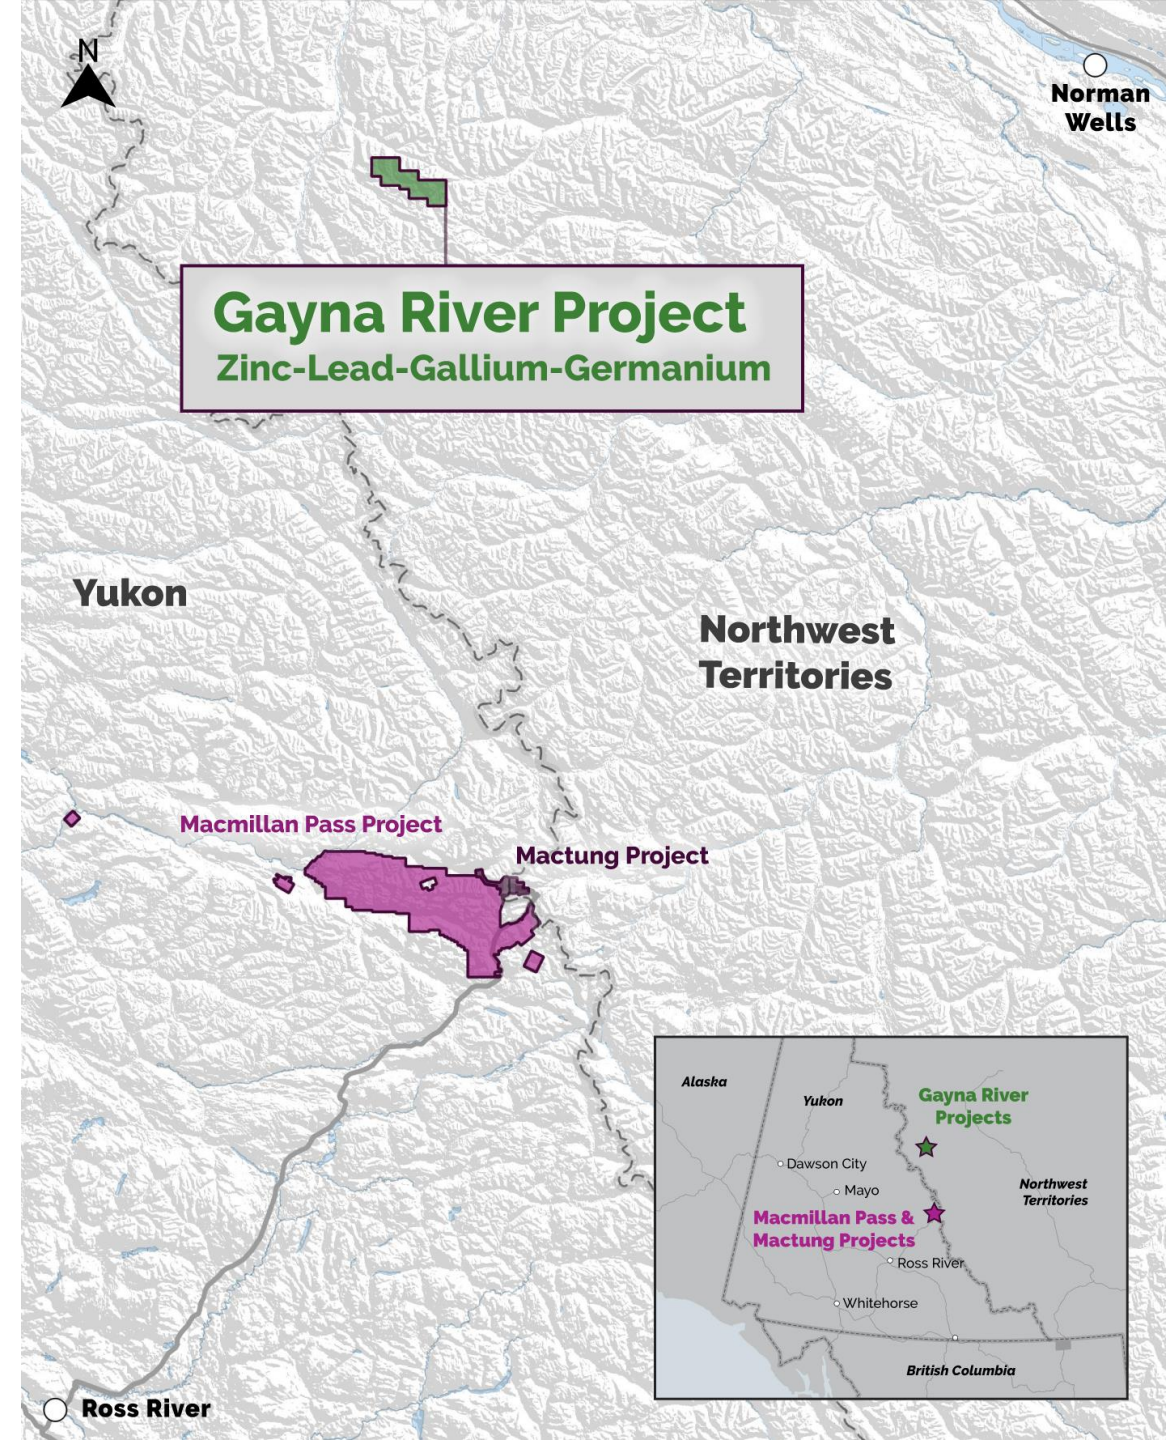 N
Norman
Wells
Gayna River Project
Zinc-Lead-Gallium-Germanium
Yukon
Northwest
Territories
Macmillan Pass Project
Mactung Project
Ross River
Alaska
Yukon
Gayna River
Projects
Dawson City
Mayo
Northwest
Territories
Macmillan Pass &
Mactung Projects
Ross River
Whitehorse
British Columbia